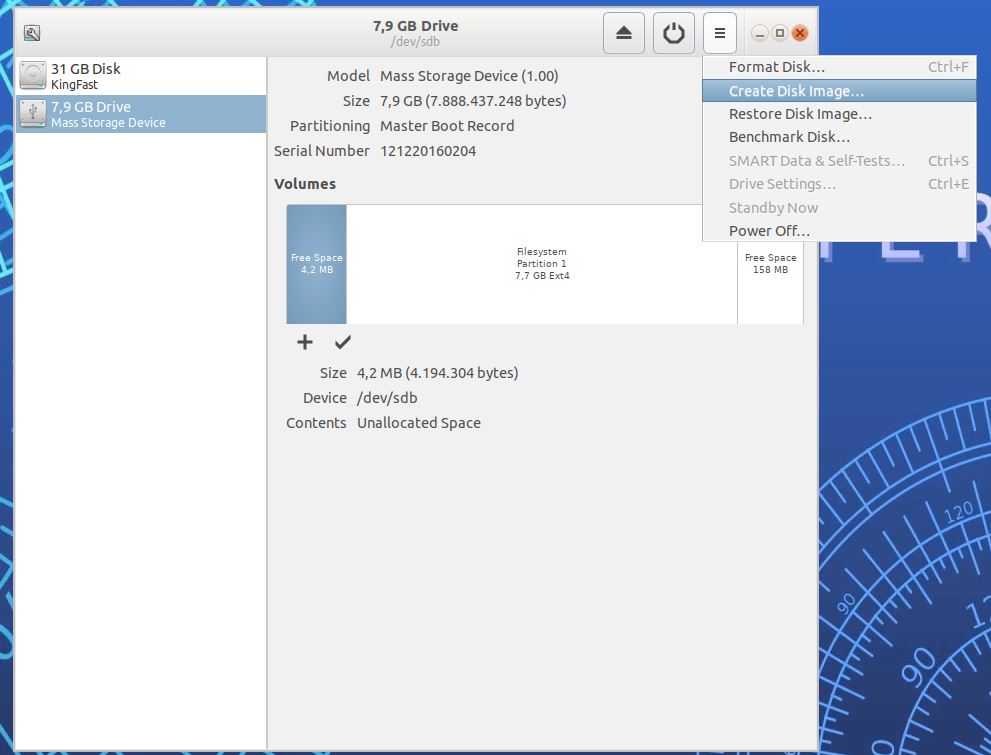 7,9 GB Drive
/dev/sdb
31 GB Disk
KingFast
7,9 GB Drive
Mass Storage Device
Model Mass Storage Device (1.00)
Size 7,9 GB (7.888.437.248 bytes)
Partitioning Master Boot Record
Serial Number 121220160204
Volumes
Free Space
4,2 MB
Filesystem
Partition 1
7,7 GB Ext4
Free Space
158 MB
Size 4,2 MB (4.194.304 bytes)
Device /dev/sdb
Contents Unallocated Space
Format Disk… Ctrl+F
Create Disk Image…
Restore Disk Image…
Benchmark Disk…
SMART Data & Self-Tests… Ctrl+S
Drive Settings… Ctrl+E
Standby Now
Power Off…
120
90
90